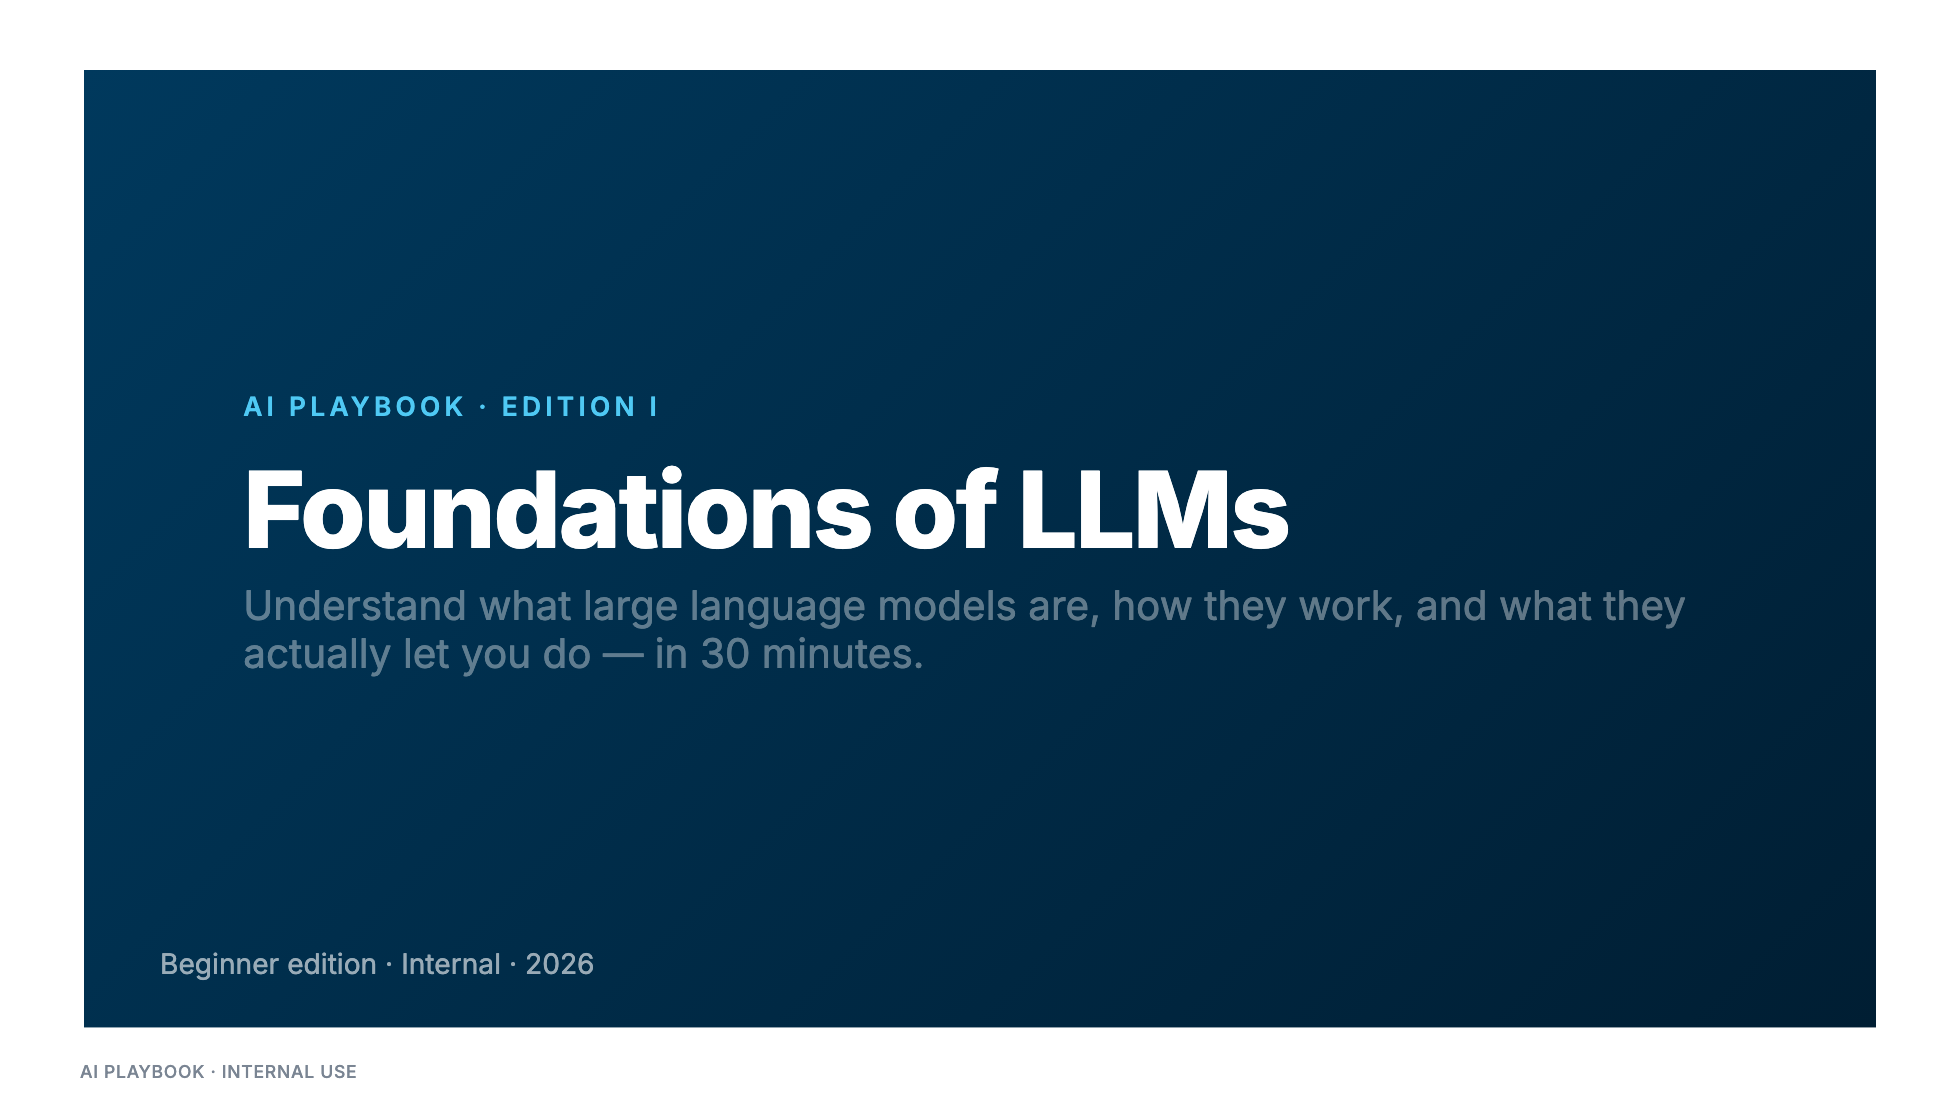 AI PLAYBOOK · EDITION I
Foundations of LLMs
Understand what large language models are, how they work, and what they
actually let you do — in 30 minutes.
Beginner edition · Internal · 2026
AI PLAYBOOK · INTERNAL USE